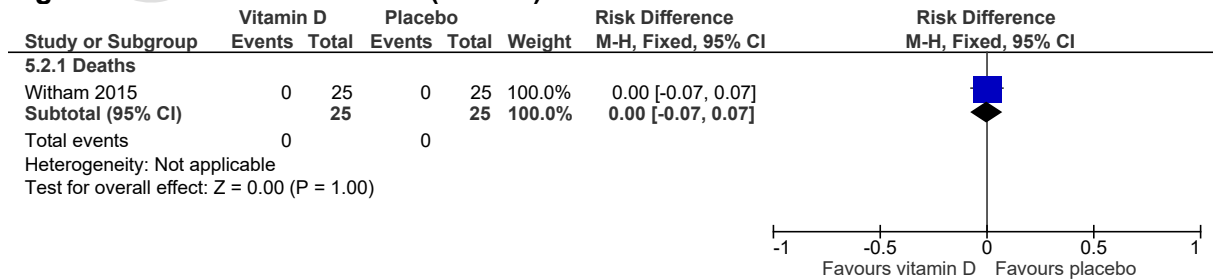 Vitamin D Placebo Risk Difference Risk Difference
Study or Subgroup Events Total Events Total Weight M-H, Fixed, 95% CI M-H, Fixed, 95% CI
5.2.1 Deaths
Witham 2015 0 25 0 25 100.0% 0.00 [-0.07, 0.07]
Subtotal (95% CI) 25 25 100.0% 0.00 [-0.07, 0.07]
Total events 0 0
Heterogeneity: Not applicable
Test for overall effect: Z = 0.00 (P = 1.00)
-1 -0.5 0 0.5 1
Favours vitamin D Favours placebo